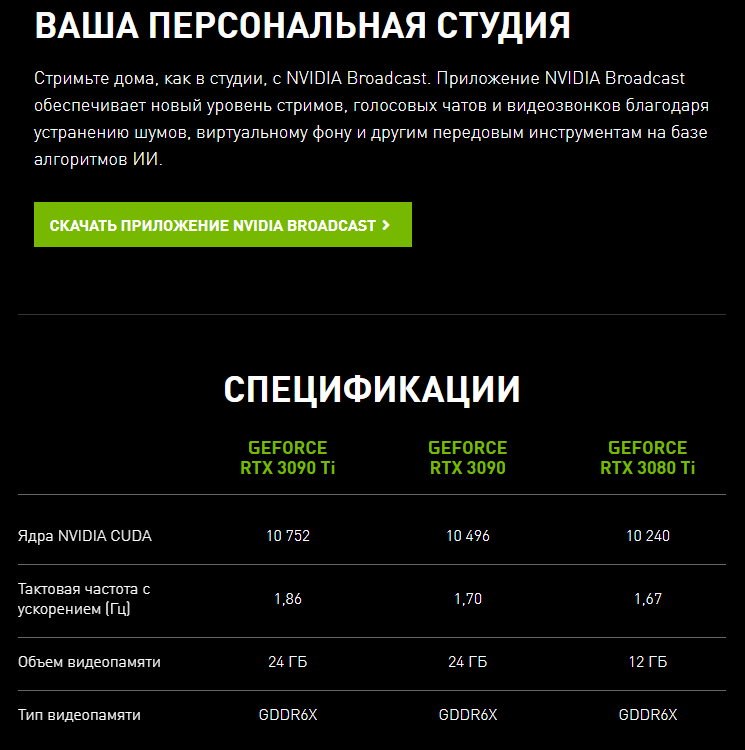 ВАША ПЕРСОНАЛЬНАЯ СТУДИЯ
Стримьте дома, как в студии, с NVIDIA Broadcast. Приложение NVIDIA Broadcast
обеспечивает новый уровень стримов, голосовых чатов и видеозвонков благодаря
устранению шумов, виртуальному фону и другим передовым инструментам на базе
алгоритмов ИИ.
СКАЧАТЬ ПРИЛОЖЕНИЕ NVIDIA BROADCAST >
СПЕЦИФИКАЦИИ
GEFORCE GEFORCE GEFORCE
RTX 3090 Ti RTX 3090 RTX 3080 Ti
Ядра NVIDIA CUDA 10 752 10 496 10 240
Тактовая частота с
ускорением (Гц) 1,86 1,70 1,67
Объем видеопамяти 24 ГБ 24 ГБ 12 ГБ
Тип видеопамяти GDDR6X GDDR6X GDDR6X